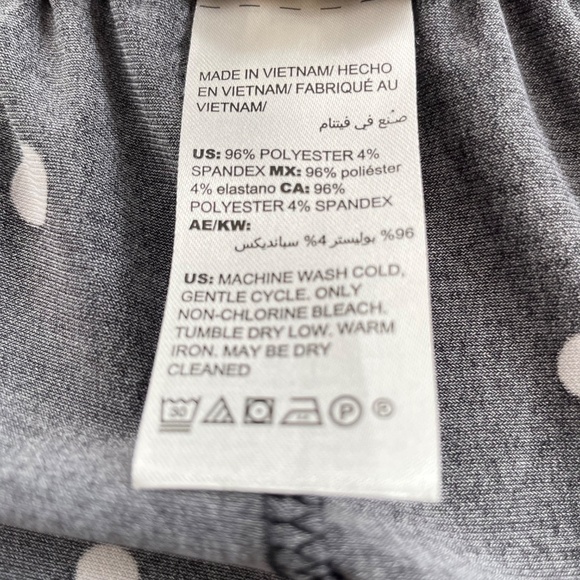 MADE IN VIETNAM/ HECHO
EN VIETNAM/ FABRIQUÉ AU
VIETNAM/
صنع في فيتنام
US: 96% POLYESTER 4%
SPANDEX MX: 96% poliéster
4% elastano CA: 96%
POLYESTER 4% SPANDEX
AE/KW:
96% بوليستر 4% سباندیكس
US: MACHINE WASH COLD,
GENTLE CYCLE. ONLY
NON-CHLORINE BLEACH.
TUMBLE DRY LOW. WARM
IRON. MAY BE DRY
CLEANED
30 P